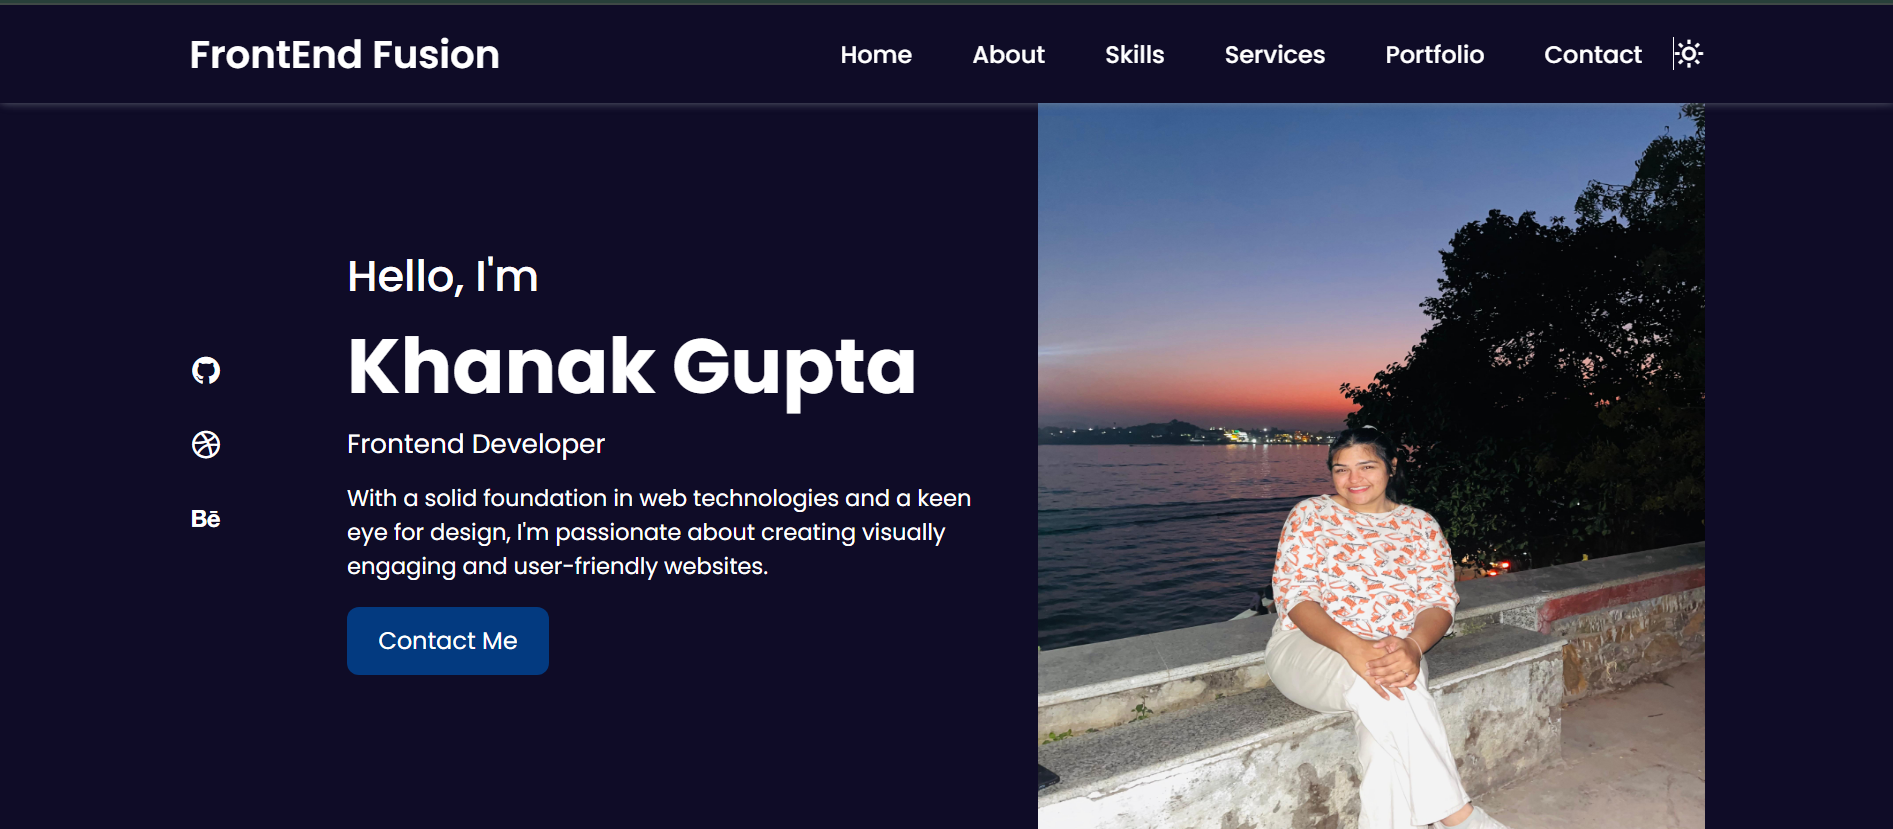 FrontEnd Fusion
Home About Skills Services Portfolio Contact
Hello, I'm
Khanak Gupta
Frontend Developer
With a solid foundation in web technologies and a keen
eye for design, I'm passionate about creating visually
engaging and user-friendly websites.
Contact Me
Bē